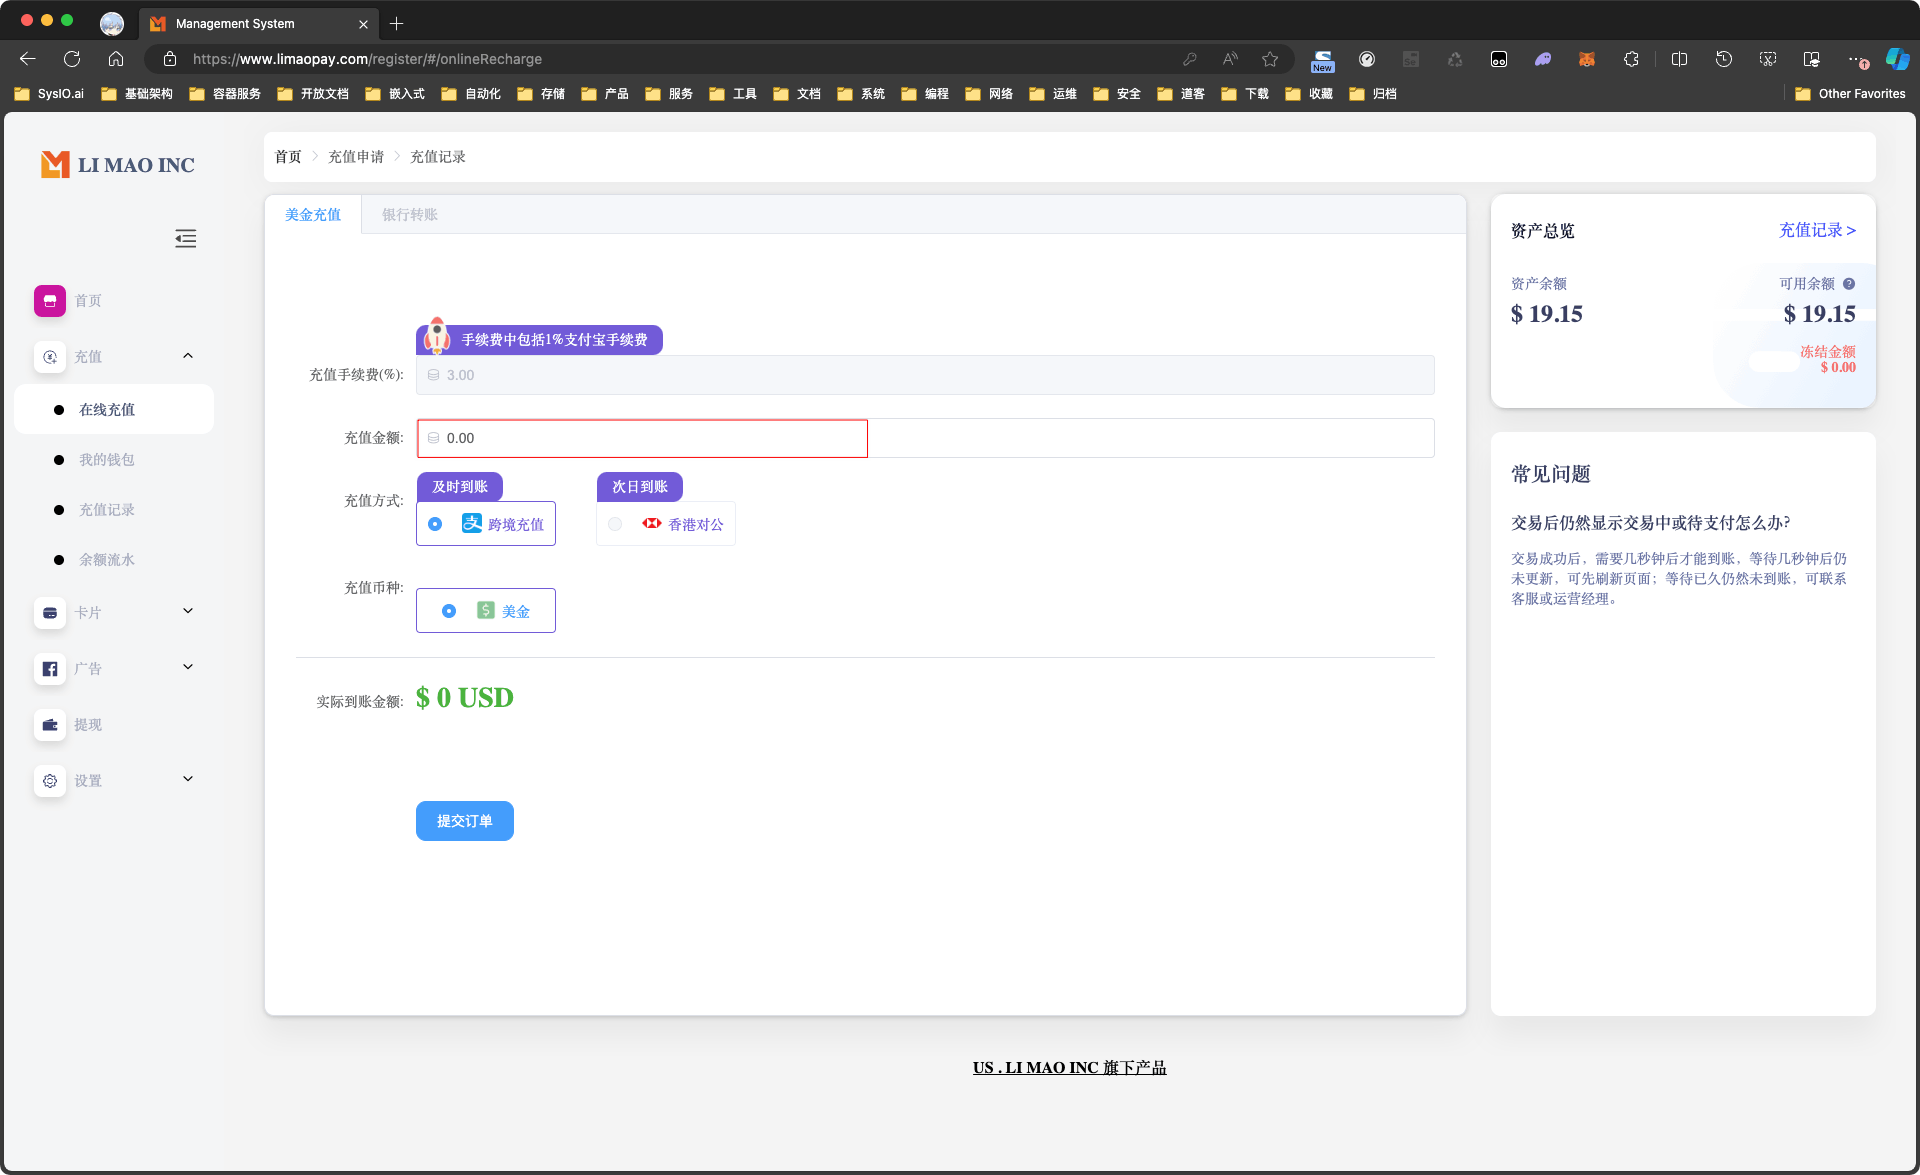 Management System
https://www.limaopay.com/register/#/onlineRecharge
New
SysIO.ai 基础架构 容器服务 开放文档 嵌入式 自动化 存储 产品 服务 工具 文档 系统 编程 网络 运维 安全 道客 下载 收藏 归档 Other Favorites
LI MAO INC
首页
充值
在线充值
我的钱包
充值记录
余额流水
卡片
广告
提现
设置
首页 > 充值申请 > 充值记录
美金充值 银行转账
手续费中包括1%支付宝手续费
充值手续费(%): 3.00
充值金额: 0.00
及时到账 次日到账
充值方式: 支 跨境充值 香港对公
充值币种: $ 美金
实际到账金额: $ 0 USD
提交订单
资产总览 充值记录 >
资产余额 可用余额 ?
$ 19.15 $ 19.15
冻结金额
$ 0.00
常见问题
交易后仍然显示交易中或待支付怎么办?
交易成功后，需要几秒钟后才能到账，等待几秒钟后仍
未更新，可先刷新页面；等待已久仍然未到账，可联系
客服或运营经理。
US . LI MAO INC 旗下产品